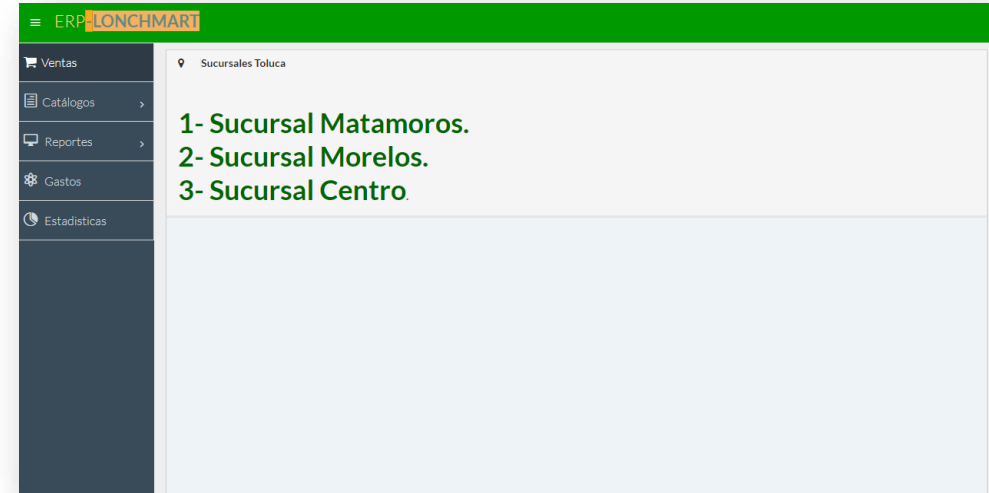 ≡ ERP-LONCHMART
Ventas
Catálogos ›
Reportes ›
Gastos
Estadisticas
Sucursales Toluca
1- Sucursal Matamoros.
2- Sucursal Morelos.
3- Sucursal Centro.